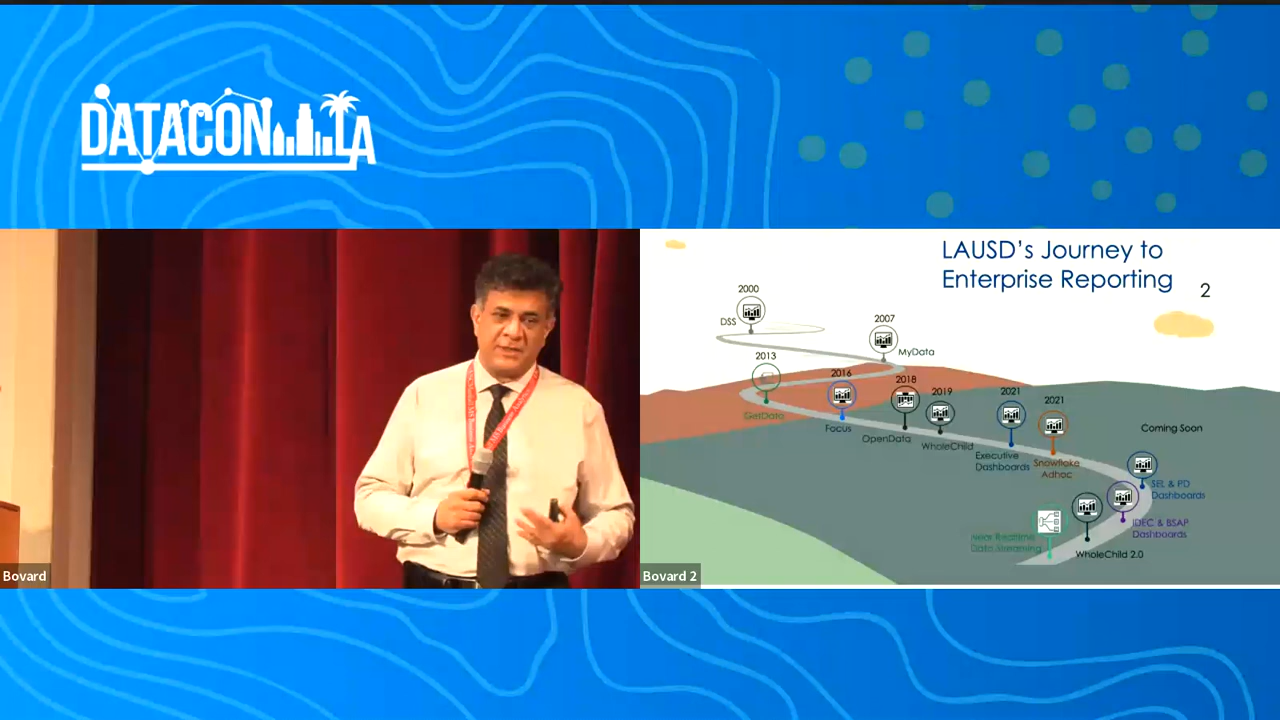 DATACON LA
LAUSD's Journey to
Enterprise Reporting
2
2000
DSS
2007
MyData
2013
GetData
2016
Focus
2018
OpenData
2019
WholeChild
2021
Executive
Dashboards
2021
Snowflake
Adhoc
Coming Soon
SEL & PD
Dashboards
IDEC & BSAP
Dashboards
WholeChild 2.0
Near Realtime
Data Streaming
Bovard
Bovard 2